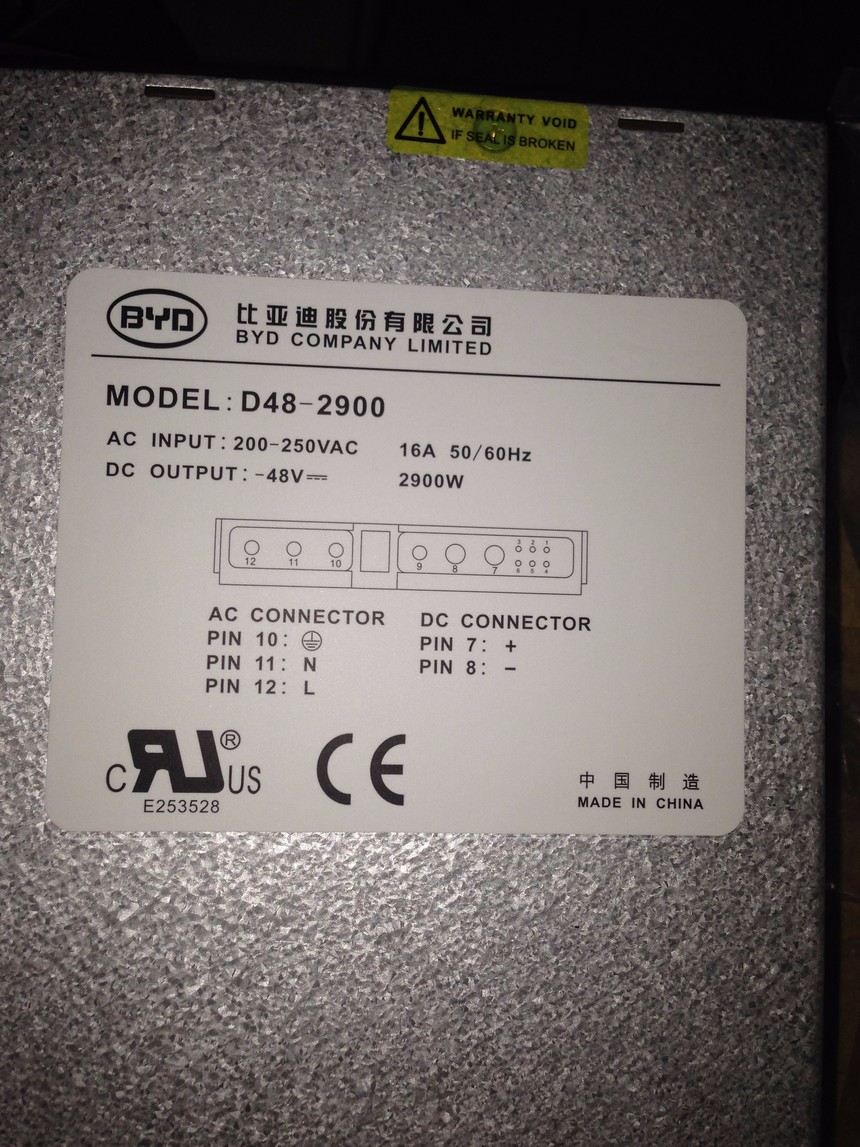 WARRANTY VOID
IF SEAL IS BROKEN
BYD
比亚迪股份有限公司
BYD COMPANY LIMITED
MODEL: D48-2900
AC INPUT: 200-250VAC 16A 50/60Hz
DC OUTPUT: -48V⎓ 2900W
3 2 1
12 11 10 9 8 7 6 5 4
AC CONNECTOR
PIN 10: ⏚
PIN 11: N
PIN 12: L
DC CONNECTOR
PIN 7: +
PIN 8: −
C RU® US
E253528
CE
中国制造
MADE IN CHINA